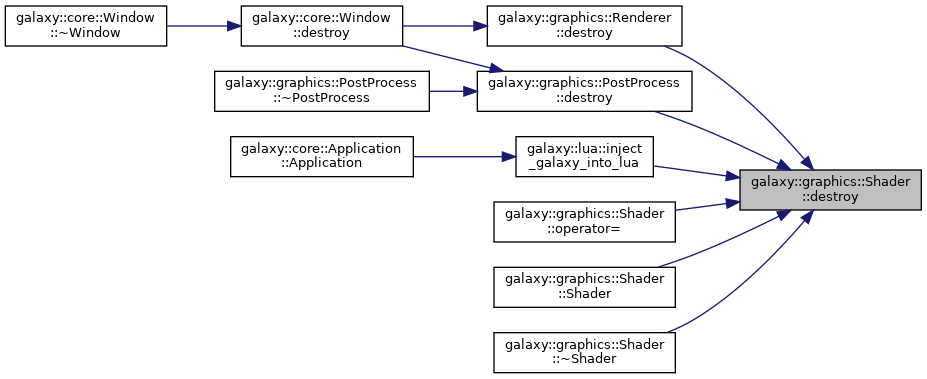 galaxy::core::Window
::~Window
galaxy::core::Window
::destroy
galaxy::graphics::Renderer
::destroy
galaxy::graphics::PostProcess
::~PostProcess
galaxy::graphics::PostProcess
::destroy
galaxy::core::Application
::Application
galaxy::lua::inject
_galaxy_into_lua
galaxy::graphics::Shader
::destroy
galaxy::graphics::Shader
::operator=
galaxy::graphics::Shader
::Shader
galaxy::graphics::Shader
::~Shader